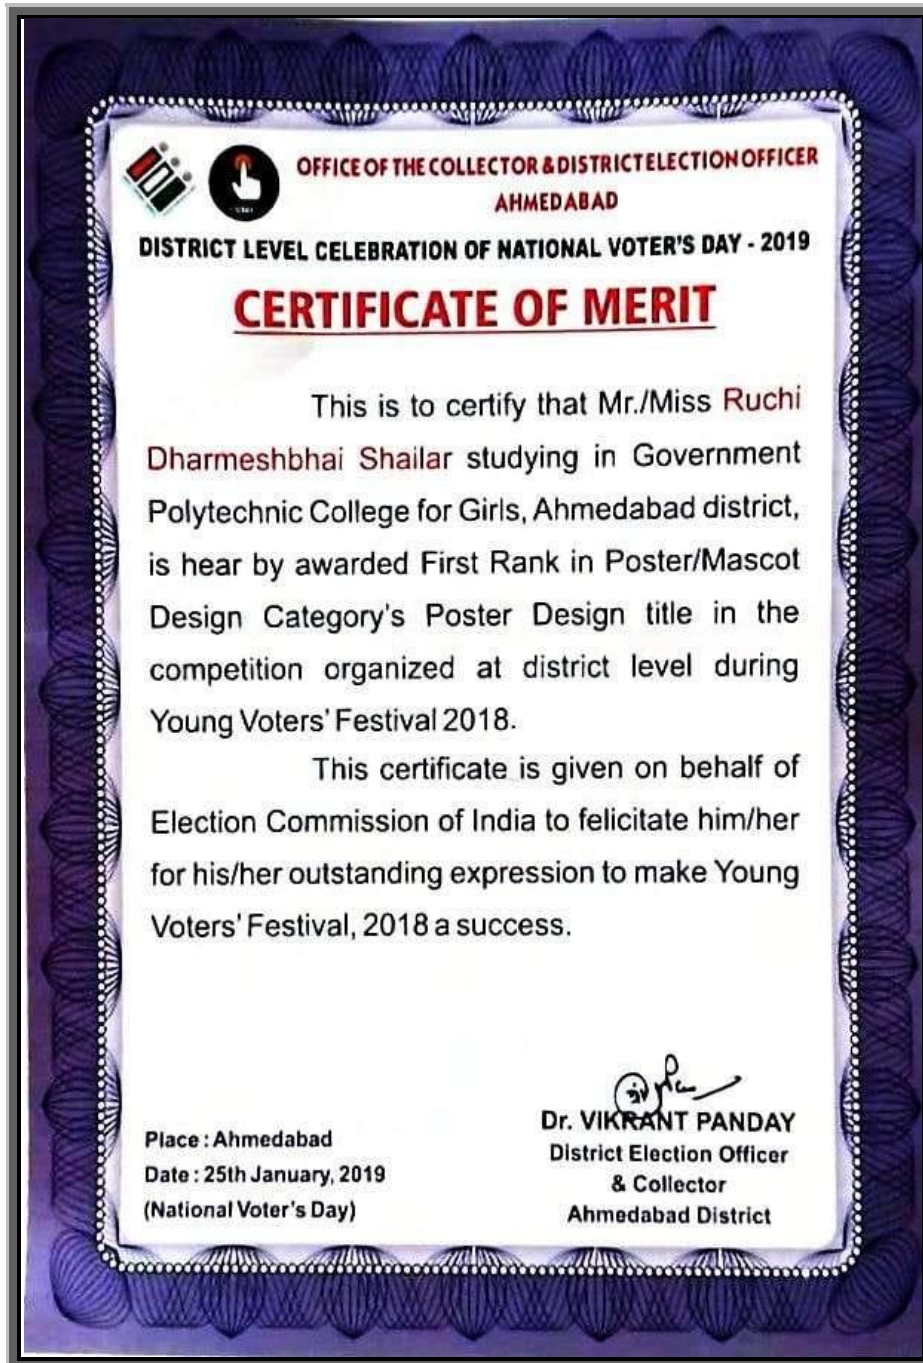 OFFICE OF THE COLLECTOR & DISTRICT ELECTION OFFICER
AHMEDABAD
DISTRICT LEVEL CELEBRATION OF NATIONAL VOTER'S DAY - 2019
CERTIFICATE OF MERIT
This is to certify that Mr./Miss Ruchi
Dharmeshbhai Shailar studying in Government
Polytechnic College for Girls, Ahmedabad district,
is hear by awarded First Rank in Poster/Mascot
Design Category's Poster Design title in the
competition organized at district level during
Young Voters' Festival 2018.
This certificate is given on behalf of
Election Commission of India to felicitate him/her
for his/her outstanding expression to make Young
Voters' Festival, 2018 a success.
Place : Ahmedabad
Date : 25th January, 2019
(National Voter's Day)
Dr. VIKRANT PANDAY
District Election Officer
& Collector
Ahmedabad District